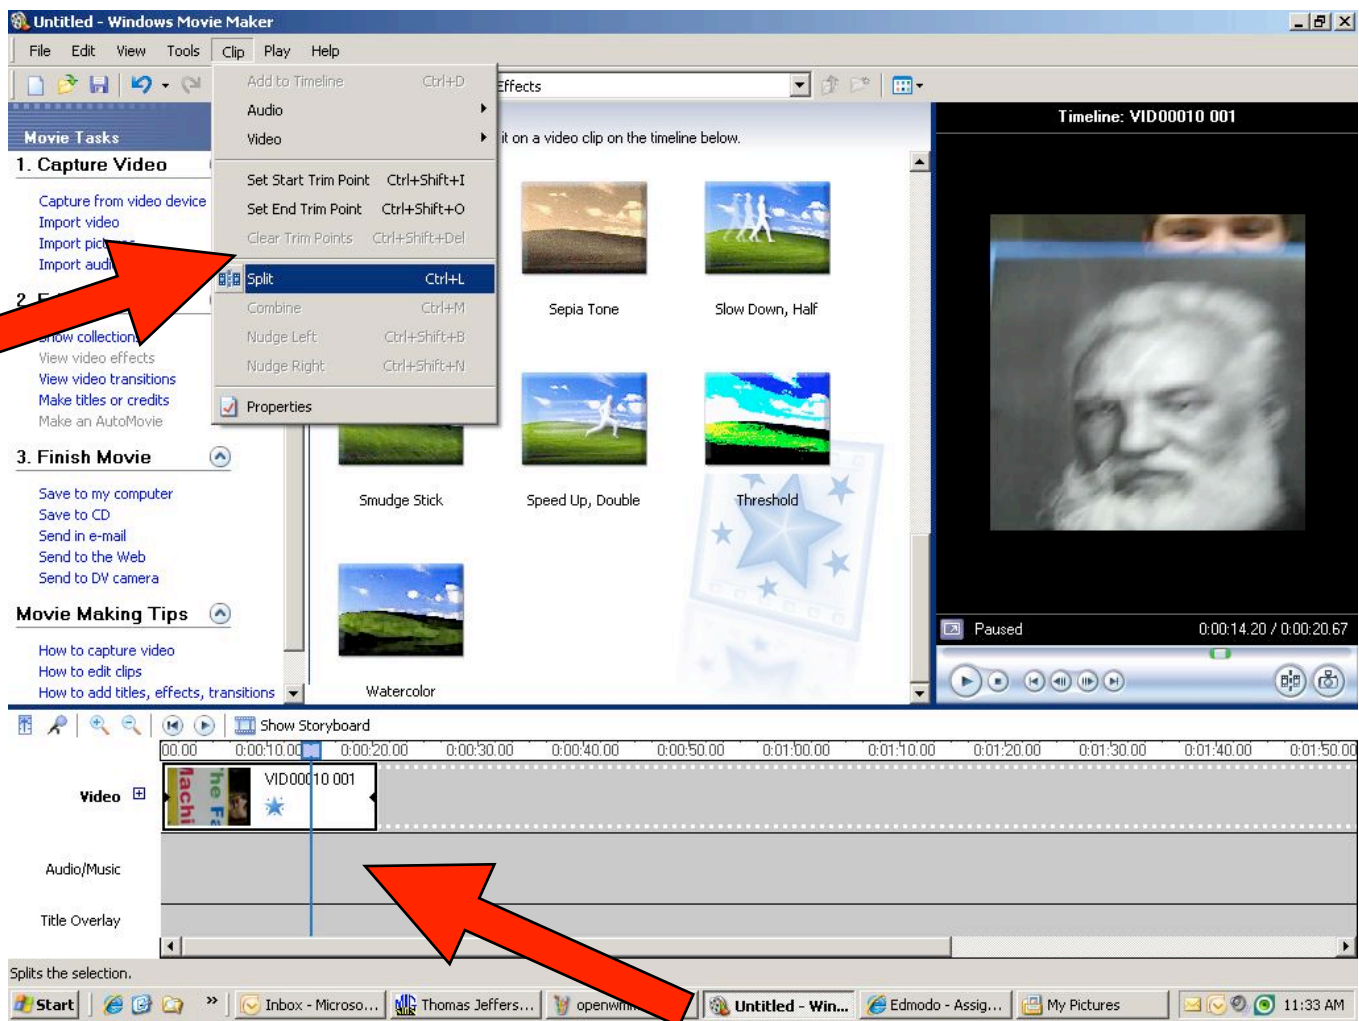 Untitled - Windows Movie Maker
File Edit View Tools Clip Play Help
Effects
Add to Timeline Ctrl+D
Audio
Video
Set Start Trim Point Ctrl+Shift+I
Set End Trim Point Ctrl+Shift+O
Clear Trim Points Ctrl+Shift+Del
Split Ctrl+L
Combine Ctrl+M
Nudge Left Ctrl+Shift+B
Nudge Right Ctrl+Shift+N
Properties
Movie Tasks
1. Capture Video
Capture from video device
Import video
Import
Import
2.
Show collections
View video effects
View video transitions
Make titles or credits
Make an AutoMovie
3. Finish Movie
Save to my computer
Save to CD
Send in e-mail
Send to the Web
Send to DV camera
Movie Making Tips
How to capture video
How to edit clips
How to add titles, effects, transitions
it on a video clip on the timeline below.
Sepia Tone
Slow Down, Half
Smudge Stick
Speed Up, Double
Threshold
Watercolor
Timeline: VID00010 001
Paused 0:00:14.20 / 0:00:20.67
Show Storyboard
00.00 0:00:10.00 0:00:20.00 0:00:30.00 0:00:40.00 0:00:50.00 0:01:00.00 0:01:10.00 0:01:20.00 0:01:30.00 0:01:40.00 0:01:50.00
Video
VID00010 001
Machi
The Fa
Audio/Music
Title Overlay
Splits the selection.
Start » Inbox - Microso... Thomas Jeffers... Untitled - Win... Edmodo - Assig... My Pictures 11:33 AM